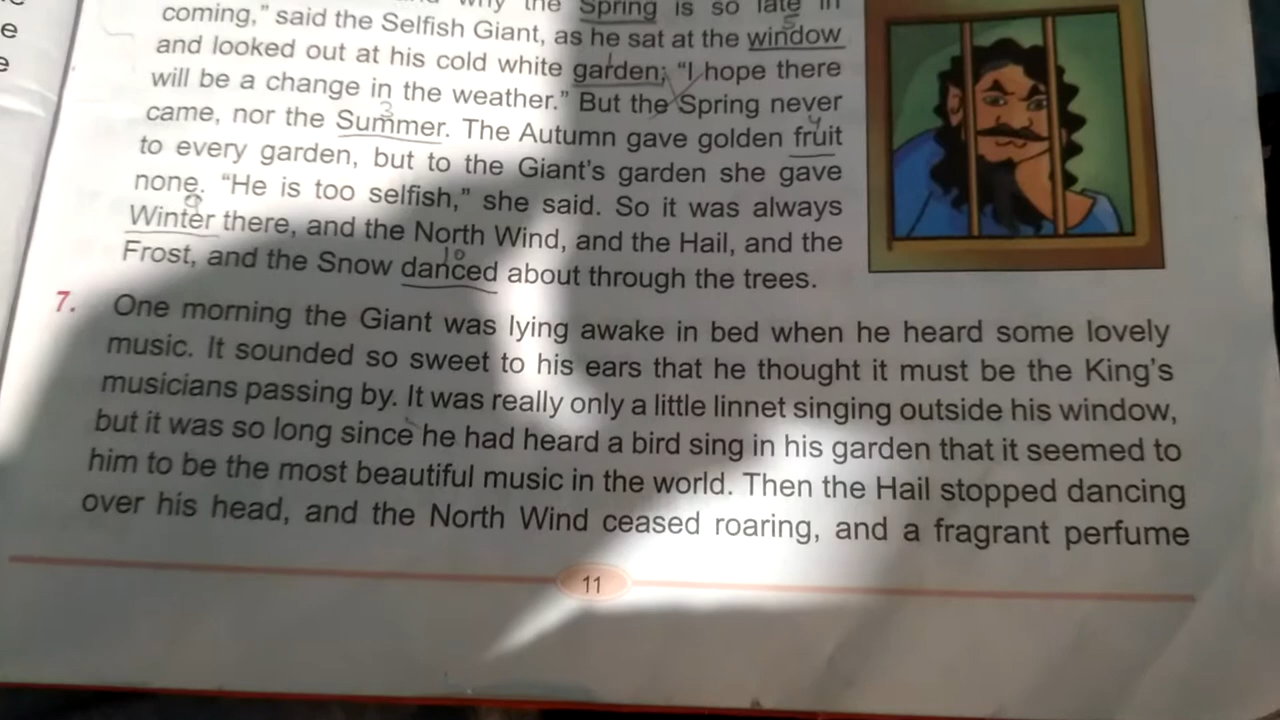 why the Spring is so late in
coming,” said the Selfish Giant, as he sat at the window
and looked out at his cold white garden; “I hope there
will be a change in the weather.” But the Spring never
came, nor the Summer. The Autumn gave golden fruit
to every garden, but to the Giant’s garden she gave
none. “He is too selfish,” she said. So it was always
Winter there, and the North Wind, and the Hail, and the
Frost, and the Snow danced about through the trees.
7. One morning the Giant was lying awake in bed when he heard some lovely
music. It sounded so sweet to his ears that he thought it must be the King’s
musicians passing by. It was really only a little linnet singing outside his window,
but it was so long since he had heard a bird sing in his garden that it seemed to
him to be the most beautiful music in the world. Then the Hail stopped dancing
over his head, and the North Wind ceased roaring, and a fragrant perfume
11